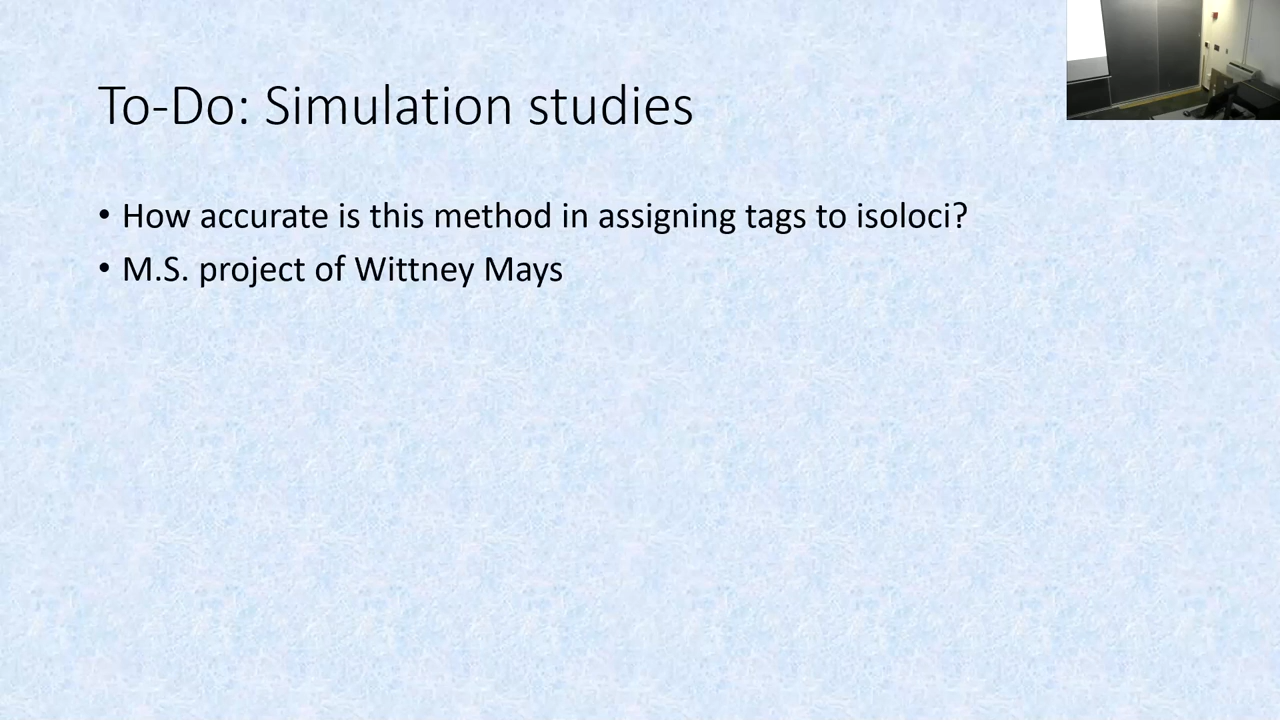 To-Do: Simulation studies
• How accurate is this method in assigning tags to isoloci?
• M.S. project of Wittney Mays